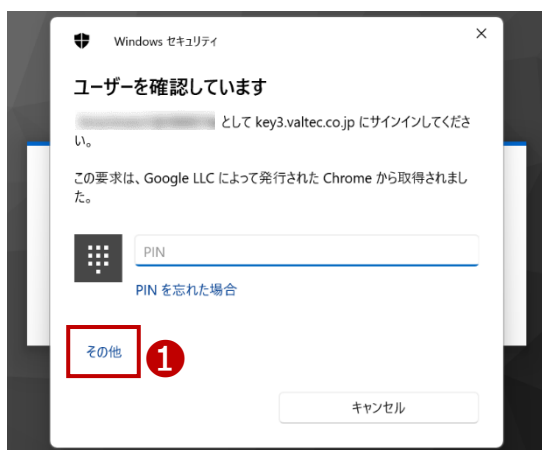 Windows セキュリティ
ユーザーを確認しています
として key3.valtec.co.jp にサインインしてくださ
い。
この要求は、Google LLC によって発行された Chrome から取得されまし
た。
PIN
PIN を忘れた場合
その他
1
キャンセル